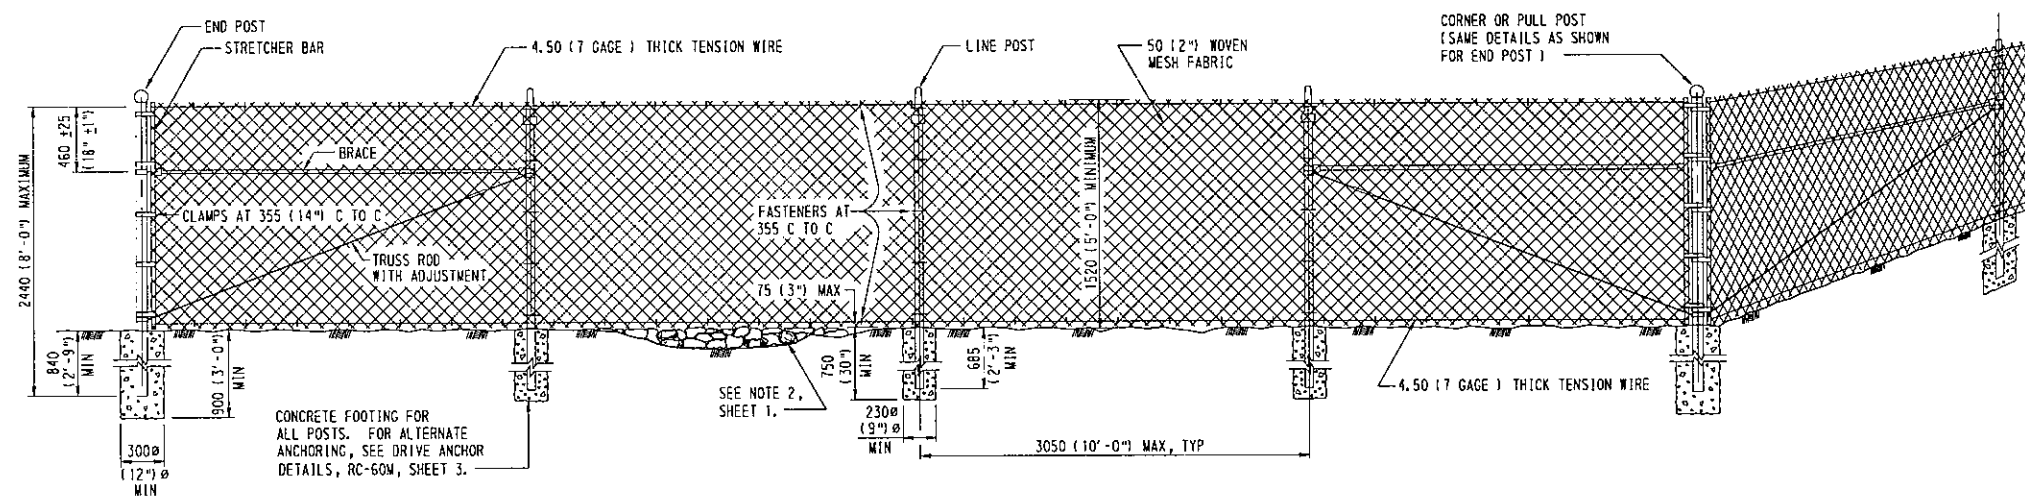 END POST
STRETCHER BAR
4.50 (7 GAGE ) THICK TENSION WIRE
LINE POST
50 (2") WOVEN
MESH FABRIC
CORNER OR PULL POST
(SAME DETAILS AS SHOWN
FOR END POST )
2440 (8'-0") MAXIMUM
460 ±25
(18" ±1")
BRACE
CLAMPS AT 355 (14") C TO C
TRUSS ROD
WITH ADJUSTMENT
FASTENERS AT
355 C TO C
1520 (5'-0") MINIMUM
75 (3") MAX
840
(2'-9")
MIN
900 (3'-0")
MIN
750
(30")
MIN
685
(2'-3")
MIN
300ø
(12")ø
MIN
CONCRETE FOOTING FOR
ALL POSTS. FOR ALTERNATE
ANCHORING, SEE DRIVE ANCHOR
DETAILS, RC-60M, SHEET 3.
SEE NOTE 2,
SHEET 1.
230ø
(9")ø
MIN
3050 (10'-0") MAX, TYP
4.50 (7 GAGE ) THICK TENSION WIRE